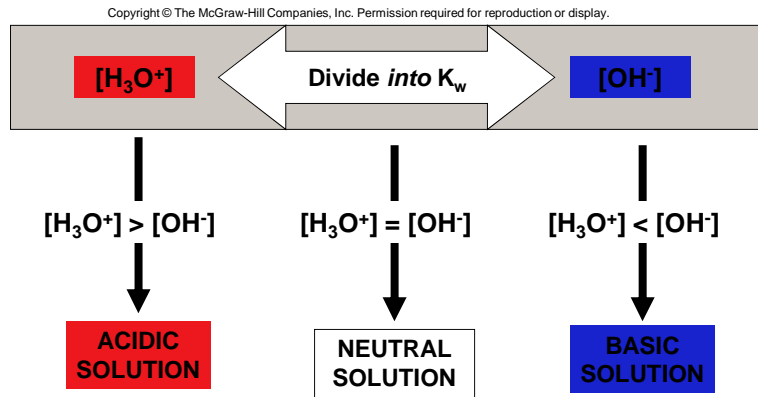 Copyright © The McGraw-Hill Companies, Inc. Permission required for reproduction or display.
[H₃O⁺] Divide into Kw [OH⁻]
[H₃O⁺] > [OH⁻] [H₃O⁺] = [OH⁻] [H₃O⁺] < [OH⁻]
ACIDIC SOLUTION
NEUTRAL SOLUTION
BASIC SOLUTION